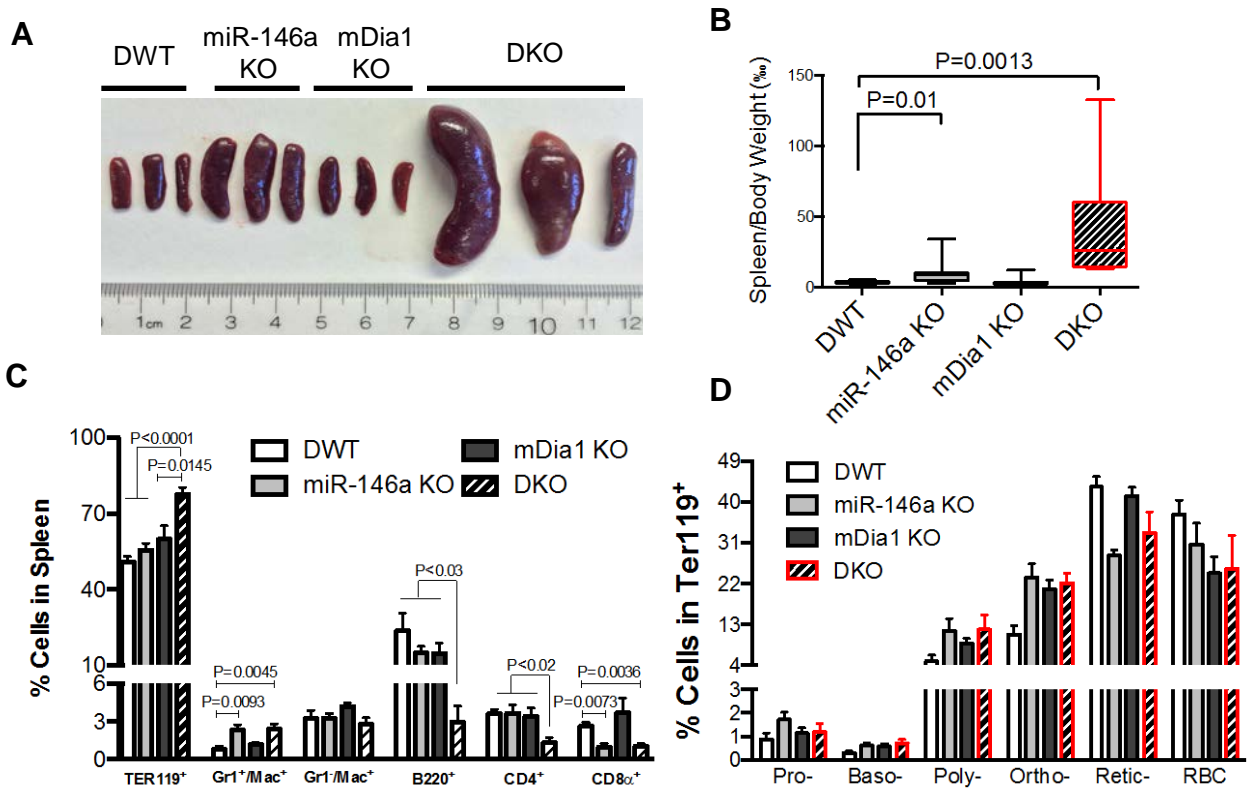 A
DWT
miR-146a KO
mDia1 KO
DKO
1cm 2 3 4 5 6 7 8 9 10 11 12
B
Spleen/Body Weight (‰)
150
100
50
0
P=0.0013
P=0.01
DWT
miR-146a KO
mDia1 KO
DKO
C
% Cells in Spleen
100
70
40
10
6
3
0
P<0.0001
P=0.0145
DWT
miR-146a KO
mDia1 KO
DKO
P=0.0045
P=0.0093
P<0.03
P<0.02
P=0.0036
P=0.0073
TER119⁺
Gr1⁺/Mac⁺
Gr1⁻/Mac⁺
B220⁺
CD4⁺
CD8α⁺
D
% Cells in Ter119⁺
49
40
31
22
13
4
3
2
1
0
DWT
miR-146a KO
mDia1 KO
DKO
Pro-
Baso-
Poly-
Ortho-
Retic-
RBC